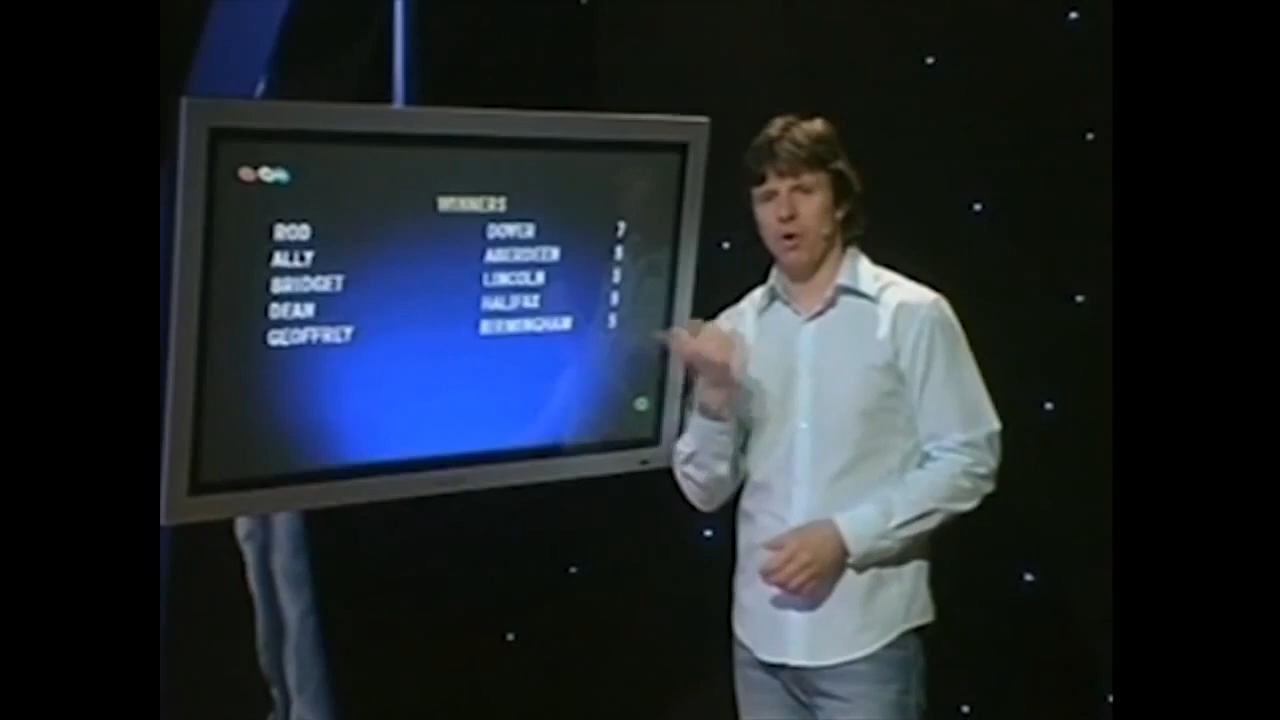 WINNERS
ROD DOVER 7
ALLY ABERDEEN
BRIDGET LINCOLN
DEAN HALIFAX
GEOFFREY BIRMINGHAM